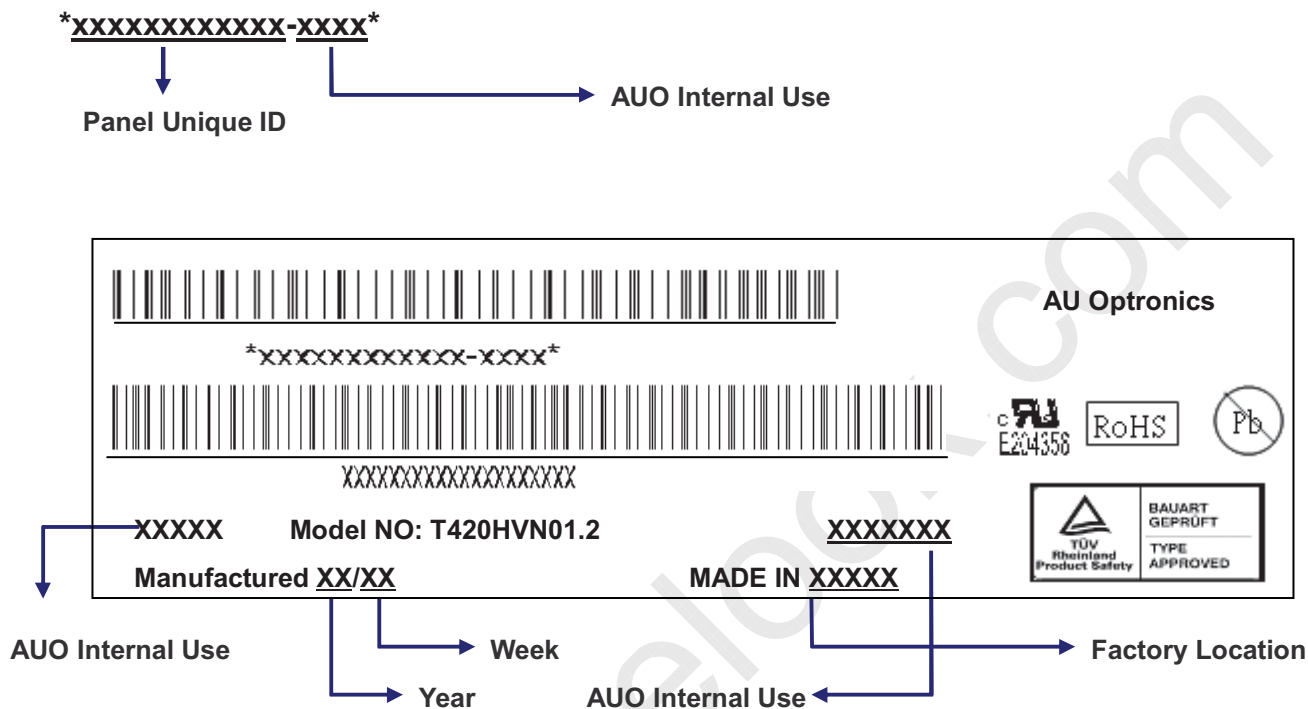 *xxxxxxxxxxxx-xxxx*
AUO Internal Use
Panel Unique ID
AU Optronics
*xxxxxxxxxxxx-xxxx*
c
E204356
RoHS
Pb
XXXXXXXXXXXXXXXXXXXX
XXXXX Model NO: T420HVN01.2 XXXXXXX
TÜV
Rheinland
Product Safety
BAUART
GEPRÜFT
TYPE
APPROVED
Manufactured XX/XX MADE IN XXXXX
AUO Internal Use
Week
Factory Location
Year
AUO Internal Use